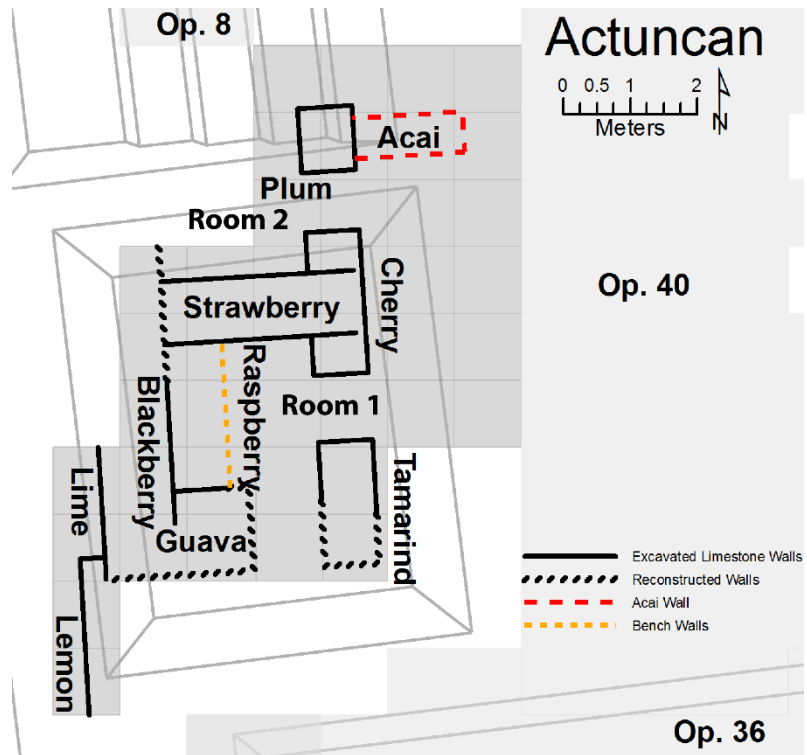 Op. 8
Actuncan
0 0.5 1 2
Meters
N
Acai
Plum
Room 2
Cherry
Strawberry
Op. 40
Raspberry
Blackberry
Room 1
Lime
Tamarind
Guava
Excavated Limestone Walls
Reconstructed Walls
Acai Wall
Bench Walls
Lemon
Op. 36